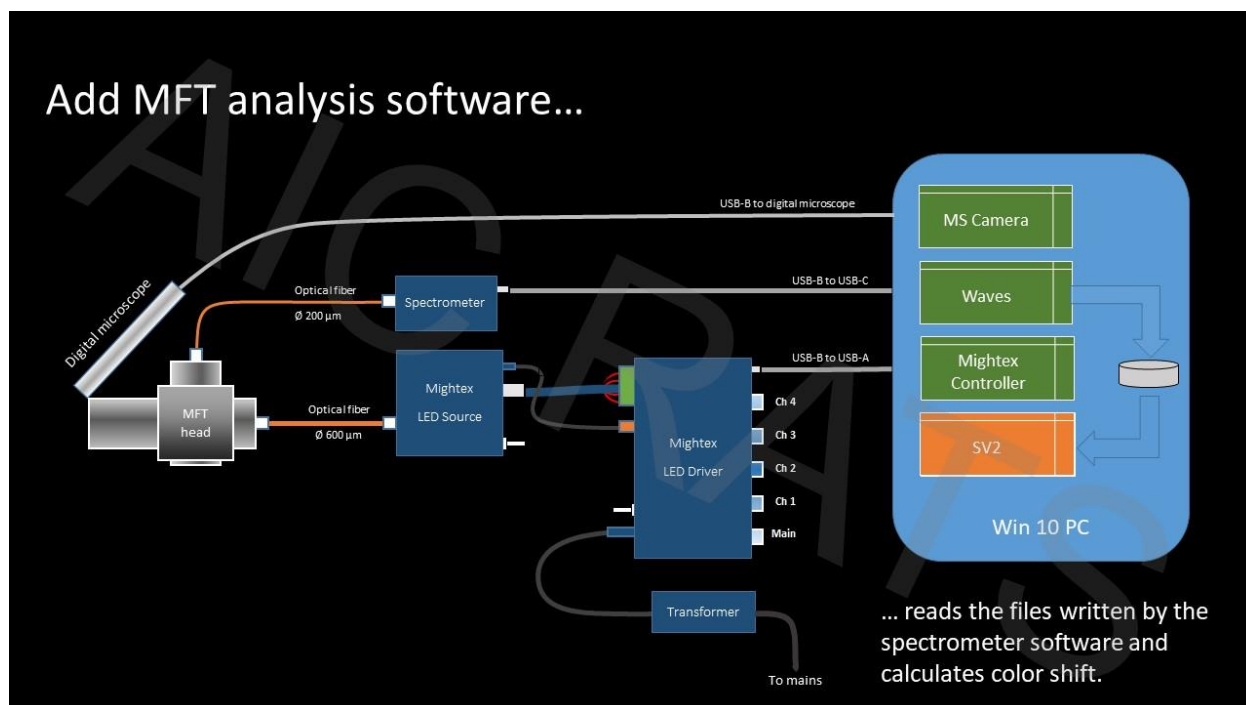 Add MFT analysis software...
USB-B to digital microscope
MS Camera
Digital microscope
Optical fiber
Ø 200 µm
Spectrometer
USB-B to USB-C
Waves
MFT
head
Optical fiber
Ø 600 µm
Mightex
LED Source
Mightex
LED Driver
USB-B to USB-A
Ch 4
Ch 3
Ch 2
Ch 1
Main
Mightex
Controller
SV2
Win 10 PC
Transformer
To mains
... reads the files written by the
spectrometer software and
calculates color shift.
AIC RATS